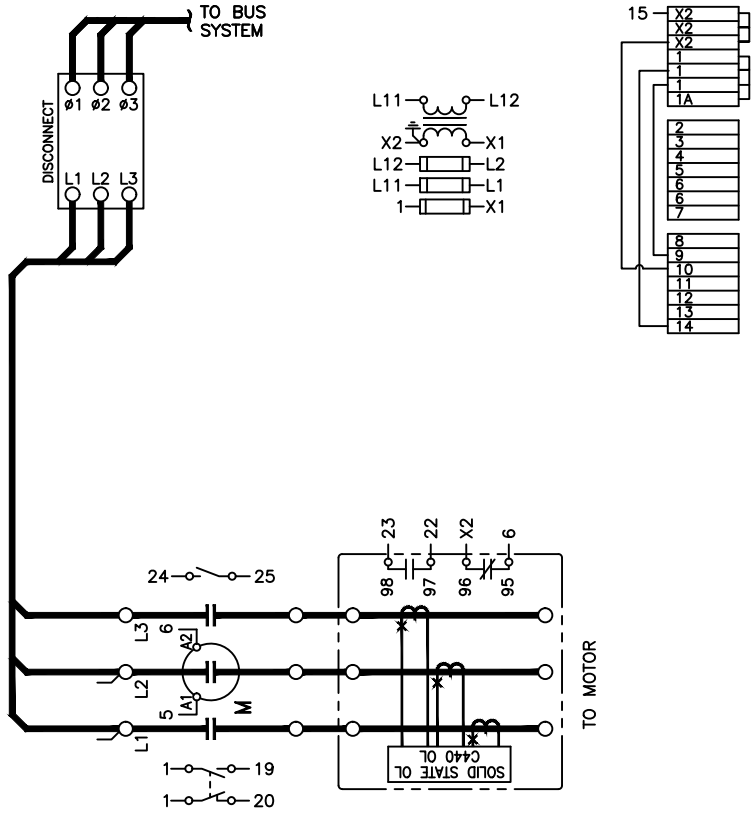 TO BUS
SYSTEM
ø1 ø2 ø3
DISCONNECT
L1 L2 L3
L11 L12
X2 X1
L12 L2
L11 L1
1 X1
15 X2
X2
X2
1
1
1
1A
2
3
4
5
6
6
7
8
9
10
11
12
13
14
23 22 X2 6
98 97 96 95
24 25
L3 6 A2
L2
A1
5 M
L1
1 19
1 20
SOLID STATE OL
C440 OL
TO MOTOR